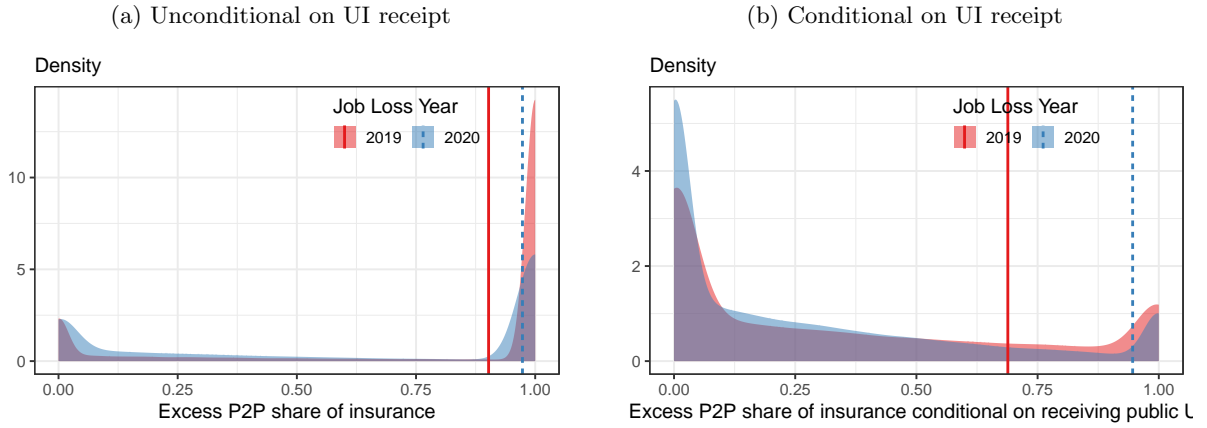 (a) Unconditional on UI receipt
Density
Job Loss Year
2019 2020
10
5
0
0.00 0.25 0.50 0.75 1.00
Excess P2P share of insurance
(b) Conditional on UI receipt
Density
Job Loss Year
2019 2020
4
2
0
0.00 0.25 0.50 0.75 1.00
Excess P2P share of insurance conditional on receiving public U